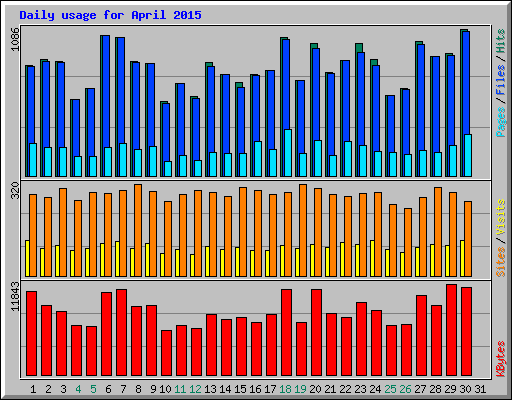 Daily usage for April 2015
1086
Pages/Files/Hits
320
Sites/Visits
11843
KBytes
1 2 3 4 5 6 7 8 9 10 11 12 13 14 15 16 17 18 19 20 21 22 23 24 25 26 27 28 29 30 31